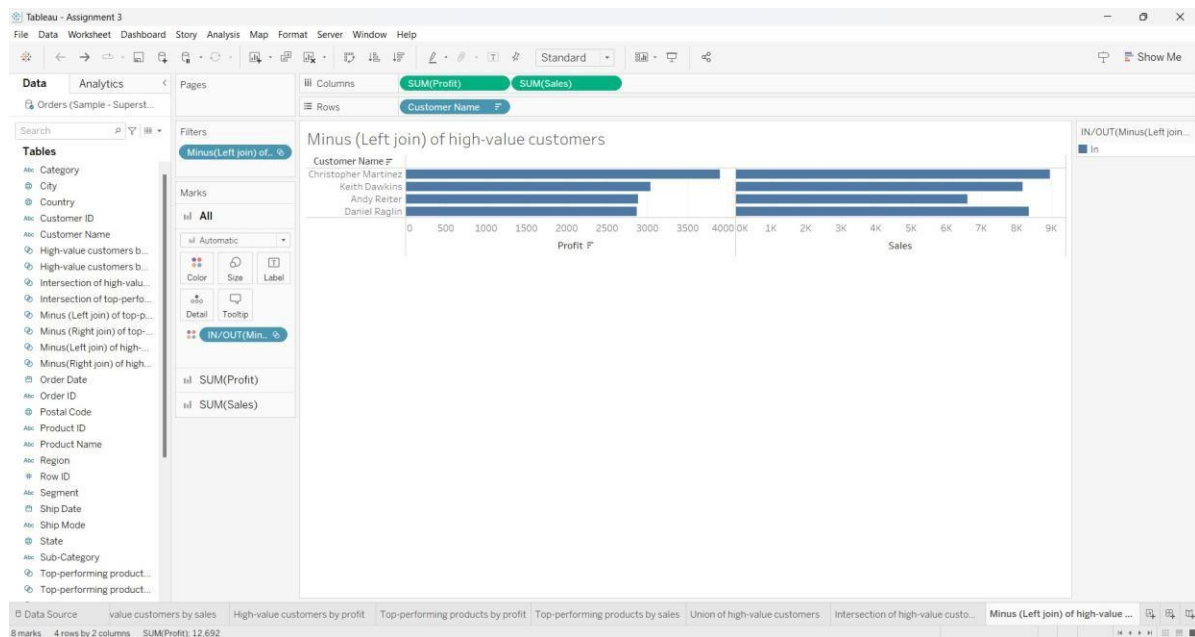 Tableau - Assignment 3
File Data Worksheet Dashboard Story Analysis Map Format Server Window Help
Standard
Show Me
Data Analytics
Orders (Sample - Superst...
Search
Tables
Abc Category
City
Country
Abc Customer ID
Abc Customer Name
High-value customers b...
High-value customers b...
Intersection of high-valu...
Intersection of top-perfo...
Minus (Left join) of top-p...
Minus (Right join) of top-...
Minus(Left join) of high-...
Minus(Right join) of high...
Order Date
Abc Order ID
Postal Code
Abc Product ID
Abc Product Name
Abc Region
# Row ID
Abc Segment
Ship Date
Abc Ship Mode
State
Abc Sub-Category
Top-performing product...
Top-performing product...
Pages
Filters
Minus(Left join) of..
Marks
All
Automatic
Color Size Label
Detail Tooltip
IN/OUT(Min..
SUM(Profit)
SUM(Sales)
Columns SUM(Profit) SUM(Sales)
Rows Customer Name
Minus (Left join) of high-value customers
Customer Name
Christopher Martinez
Keith Dawkins
Andy Reiter
Daniel Raglin
0 500 1000 1500 2000 2500 3000 3500 4000 0K 1K 2K 3K 4K 5K 6K 7K 8K 9K
Profit Sales
IN/OUT(Minus(Left join...
In
Data Source value customers by sales High-value customers by profit Top-performing products by profit Top-performing products by sales Union of high-value customers Intersection of high-value custo... Minus (Left join) of high-value ...
8 marks 4 rows by 2 columns SUM(Profit): 12,692